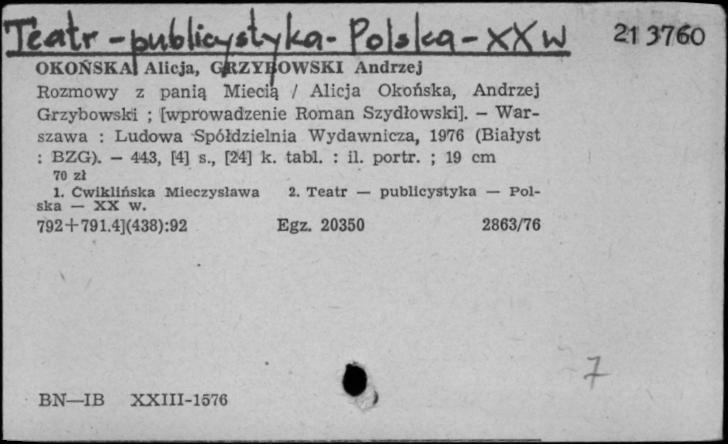 Teatr - publicystyka - Polska - XX w
21 3760
OKOŃSKA Alicja, GRZYBOWSKI Andrzej
Rozmowy z panią Miecią / Alicja Okońska, Andrzej
Grzybowski ; [wprowadzenie Roman Szydłowski]. — War-
szawa : Ludowa Spółdzielnia Wydawnicza, 1976 (Białyst
: BZG). — 443, [4] s., [24] k. tabl. : il. portr. ; 19 cm
70 zł
1. Ćwiklińska Mieczysława 2. Teatr — publicystyka — Pol-
ska — XX w.
792+791.4](438):92 Egz. 20350 2863/76
7
BN—IB XXIII-1576